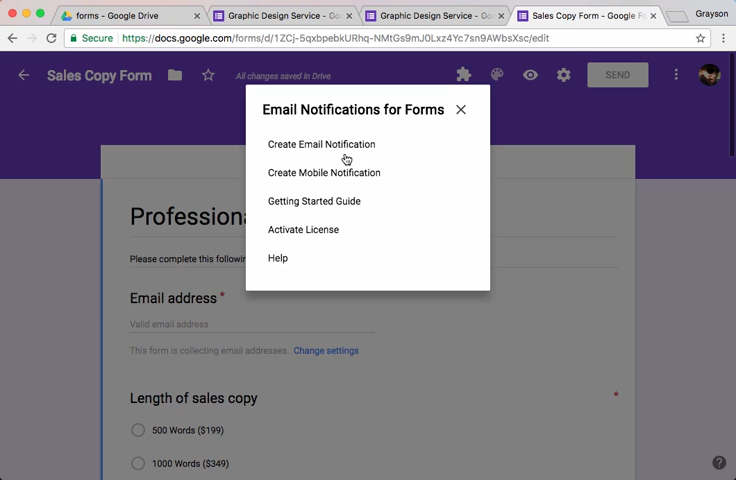 forms - Google Drive
Graphic Design Service - Goog
Graphic Design Service - Goo
Sales Copy Form - Google Fo
Grayson
Secure https://docs.google.com/forms/d/1ZCj-5qxbpebkURhq-NMtGs9mJ0Lxz4Yc7sn9AWbsXsc/edit
Sales Copy Form
All changes saved in Drive
SEND
Email Notifications for Forms
Create Email Notification
Create Mobile Notification
Getting Started Guide
Activate License
Help
Professiona
Please complete this followin
Email address *
Valid email address
This form is collecting email addresses. Change settings
Length of sales copy *
500 Words ($199)
1000 Words ($349)